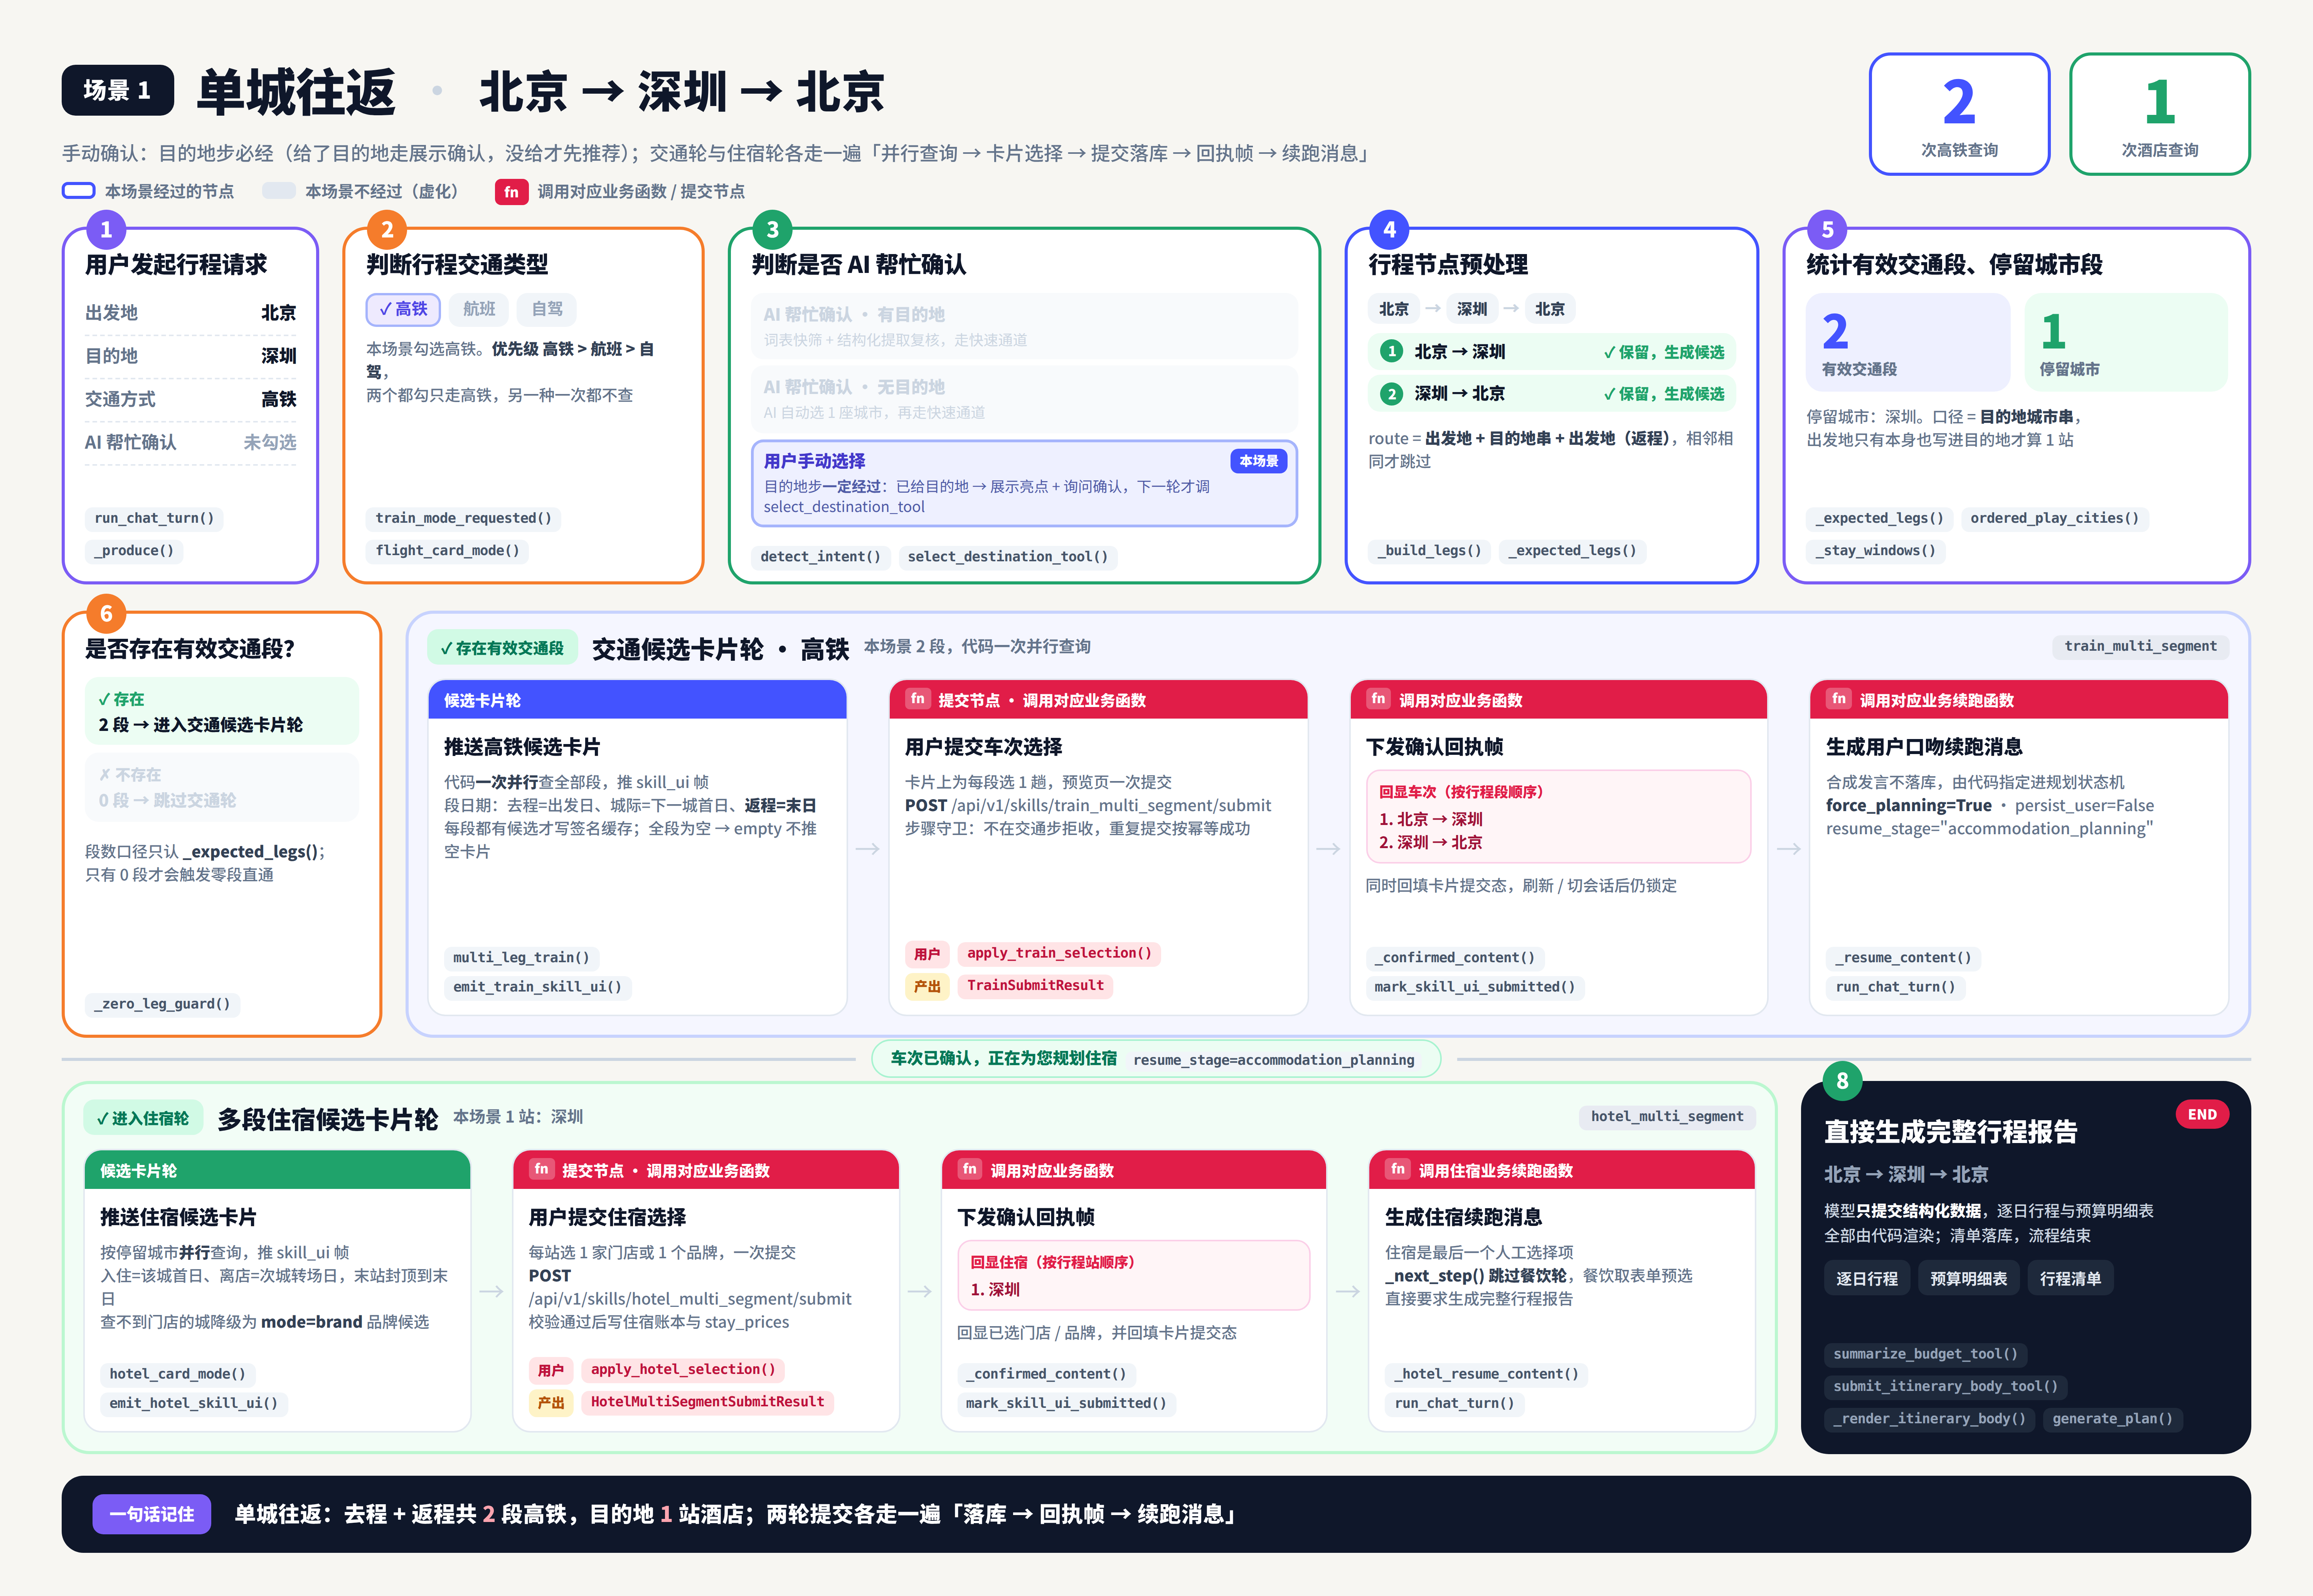 场景 1
单城往返 · 北京 → 深圳 → 北京
手动确认：目的地步必经（给了目的地走展示确认，没给才先推荐）；交通轮与住宿轮各走一遍「并行查询 → 卡片选择 → 提交落库 → 回执帧 → 续跑消息」
本场景经过的节点
本场景不经过（虚化）
fn 调用对应业务函数 / 提交节点
2
次高铁查询
1
次酒店查询
1
用户发起行程请求
出发地 北京
目的地 深圳
交通方式 高铁
AI 帮忙确认 未勾选
run_chat_turn()
_produce()
2
判断行程交通类型
✓ 高铁 航班 自驾
本场景勾选高铁。优先级 高铁 > 航班 > 自
驾，
两个都勾只走高铁，另一种一次都不查
train_mode_requested()
flight_card_mode()
3
判断是否 AI 帮忙确认
AI 帮忙确认 · 有目的地
词表快筛 + 结构化提取复核，走快速通道
AI 帮忙确认 · 无目的地
AI 自动选 1 座城市，再走快速通道
用户手动选择
本场景
目的地步一定经过：已给目的地 → 展示亮点 + 询问确认，下一轮才调
select_destination_tool
detect_intent() select_destination_tool()
4
行程节点预处理
北京 → 深圳 → 北京
1 北京 → 深圳 ✓ 保留，生成候选
2 深圳 → 北京 ✓ 保留，生成候选
route = 出发地 + 目的地串 + 出发地（返程），相邻相
同才跳过
_build_legs() _expected_legs()
5
统计有效交通段、停留城市段
2
有效交通段
1
停留城市
停留城市：深圳。口径 = 目的地城市串，
出发地只有本身也写进目的地才算 1 站
_expected_legs() ordered_play_cities()
_stay_windows()
6
是否存在有效交通段?
✓ 存在
2 段 → 进入交通候选卡片轮
✗ 不存在
0 段 → 跳过交通轮
段数口径只认 _expected_legs()；
只有 0 段才会触发零段直通
_zero_leg_guard()
✓ 存在有效交通段
交通候选卡片轮 · 高铁
本场景 2 段，代码一次并行查询
train_multi_segment
候选卡片轮
推送高铁候选卡片
代码一次并行查全部段，推 skill_ui 帧
段日期：去程=出发日、城际=下一城首日、返程=末日
每段都有候选才写签名缓存；全段为空 → empty 不推
空卡片
multi_leg_train()
emit_train_skill_ui()
→
fn 提交节点 · 调用对应业务函数
用户提交车次选择
卡片上为每段选 1 趟，预览页一次提交
POST /api/v1/skills/train_multi_segment/submit
步骤守卫：不在交通步拒收，重复提交按幂等成功
用户 apply_train_selection()
产出 TrainSubmitResult
→
fn 调用对应业务函数
下发确认回执帧
回显车次（按行程段顺序）
1. 北京 → 深圳
2. 深圳 → 北京
同时回填卡片提交态，刷新 / 切会话后仍锁定
_confirmed_content()
mark_skill_ui_submitted()
→
fn 调用对应业务续跑函数
生成用户口吻续跑消息
合成发言不落库，由代码指定进规划状态机
force_planning=True · persist_user=False
resume_stage="accommodation_planning"
_resume_content()
run_chat_turn()
车次已确认，正在为您规划住宿 resume_stage=accommodation_planning
✓ 进入住宿轮
多段住宿候选卡片轮
本场景 1 站：深圳
hotel_multi_segment
候选卡片轮
推送住宿候选卡片
按停留城市并行查询，推 skill_ui 帧
入住=该城首日、离店=次城转场日，末站封顶到末
日
查不到门店的城降级为 mode=brand 品牌候选
hotel_card_mode()
emit_hotel_skill_ui()
→
fn 提交节点 · 调用对应业务函数
用户提交住宿选择
每站选 1 家门店或 1 个品牌，一次提交
POST
/api/v1/skills/hotel_multi_segment/submit
校验通过后写住宿账本与 stay_prices
用户 apply_hotel_selection()
产出 HotelMultiSegmentSubmitResult
→
fn 调用对应业务函数
下发确认回执帧
回显住宿（按行程站顺序）
1. 深圳
回显已选门店 / 品牌，并回填卡片提交态
_confirmed_content()
mark_skill_ui_submitted()
→
fn 调用住宿业务续跑函数
生成住宿续跑消息
住宿是最后一个人工选择项
_next_step() 跳过餐饮轮，餐饮取表单预选
直接要求生成完整行程报告
_hotel_resume_content()
run_chat_turn()
8
END
直接生成完整行程报告
北京 → 深圳 → 北京
模型只提交结构化数据，逐日行程与预算明细表
全部由代码渲染；清单落库，流程结束
逐日行程 预算明细表 行程清单
summarize_budget_tool()
submit_itinerary_body_tool()
_render_itinerary_body() generate_plan()
一句话记住
单城往返：去程 + 返程共 2 段高铁，目的地 1 站酒店；两轮提交各走一遍「落库 → 回执帧 → 续跑消息」